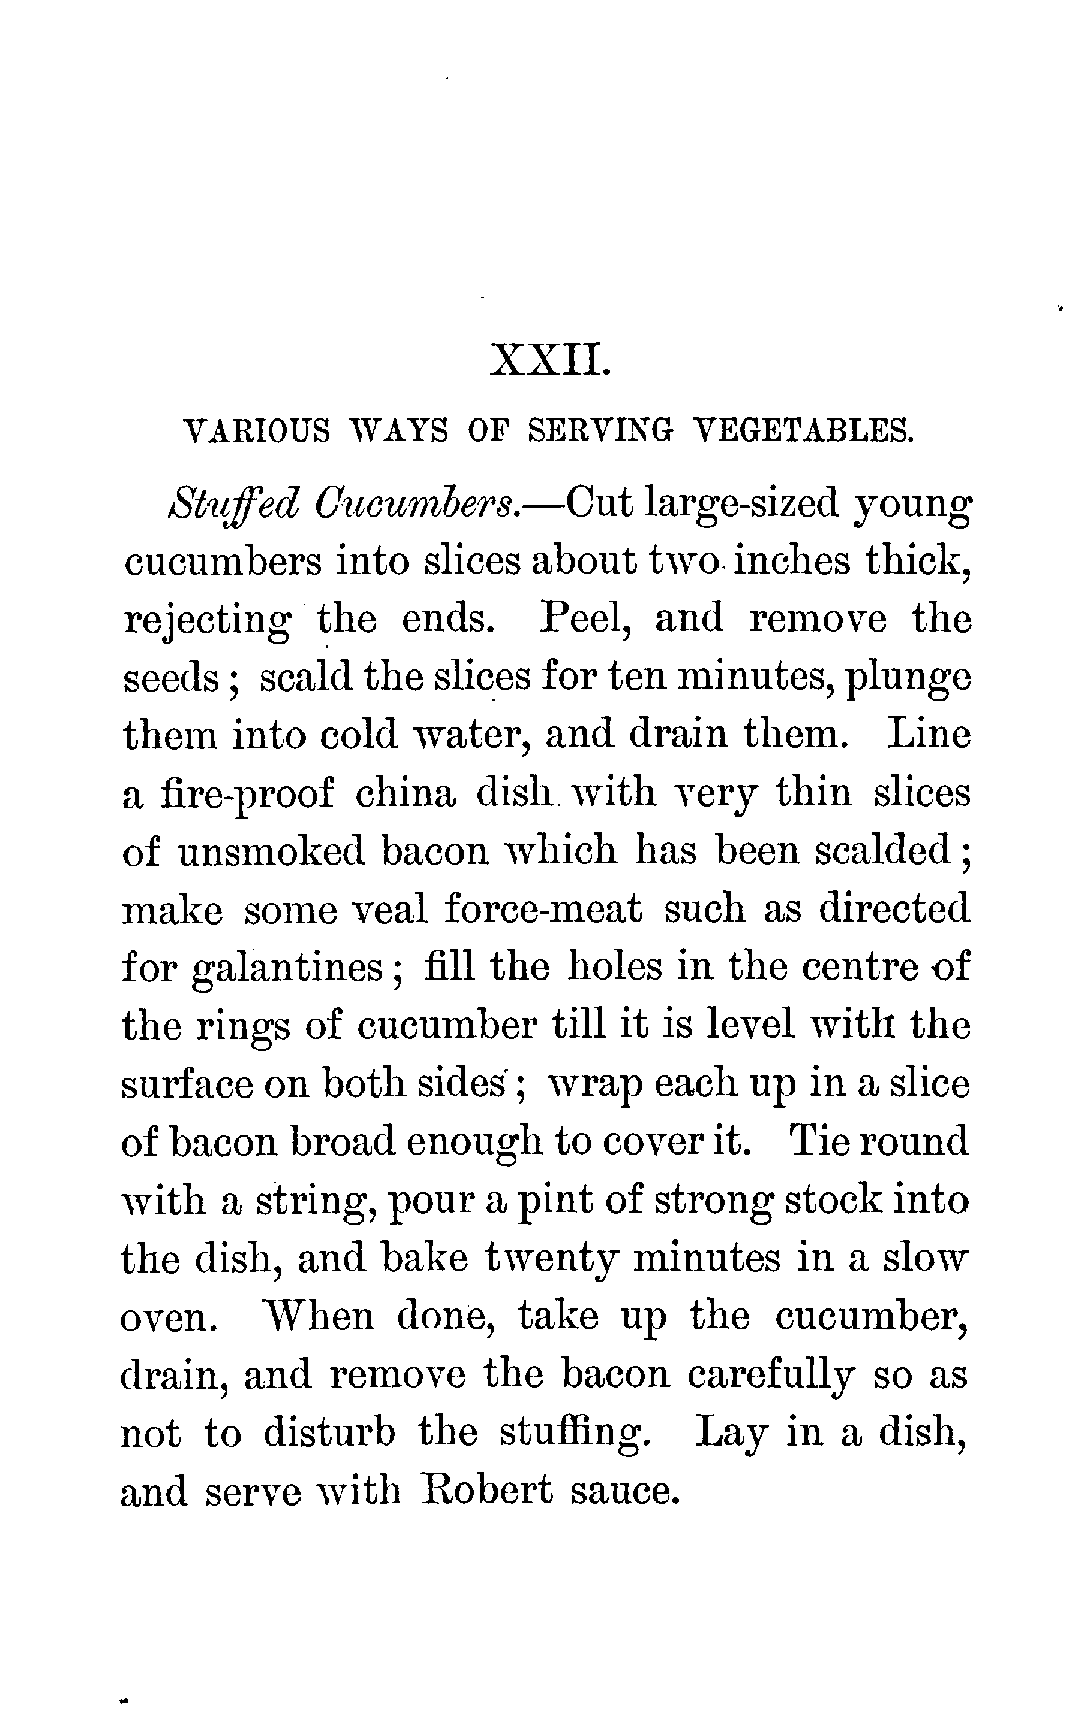 XXII.
VARIOUS WAYS OF SERVING VEGETABLES.
Stuffed Cucumbers.—Cut large-sized young
cucumbers into slices about two inches thick,
rejecting the ends. Peel, and remove the
seeds ; scald the slices for ten minutes, plunge
them into cold water, and drain them. Line
a fire-proof china dish with very thin slices
of unsmoked bacon which has been scalded ;
make some veal force-meat such as directed
for galantines ; fill the holes in the centre of
the rings of cucumber till it is level with the
surface on both sides ; wrap each up in a slice
of bacon broad enough to cover it. Tie round
with a string, pour a pint of strong stock into
the dish, and bake twenty minutes in a slow
oven. When done, take up the cucumber,
drain, and remove the bacon carefully so as
not to disturb the stuffing. Lay in a dish,
and serve with Robert sauce.